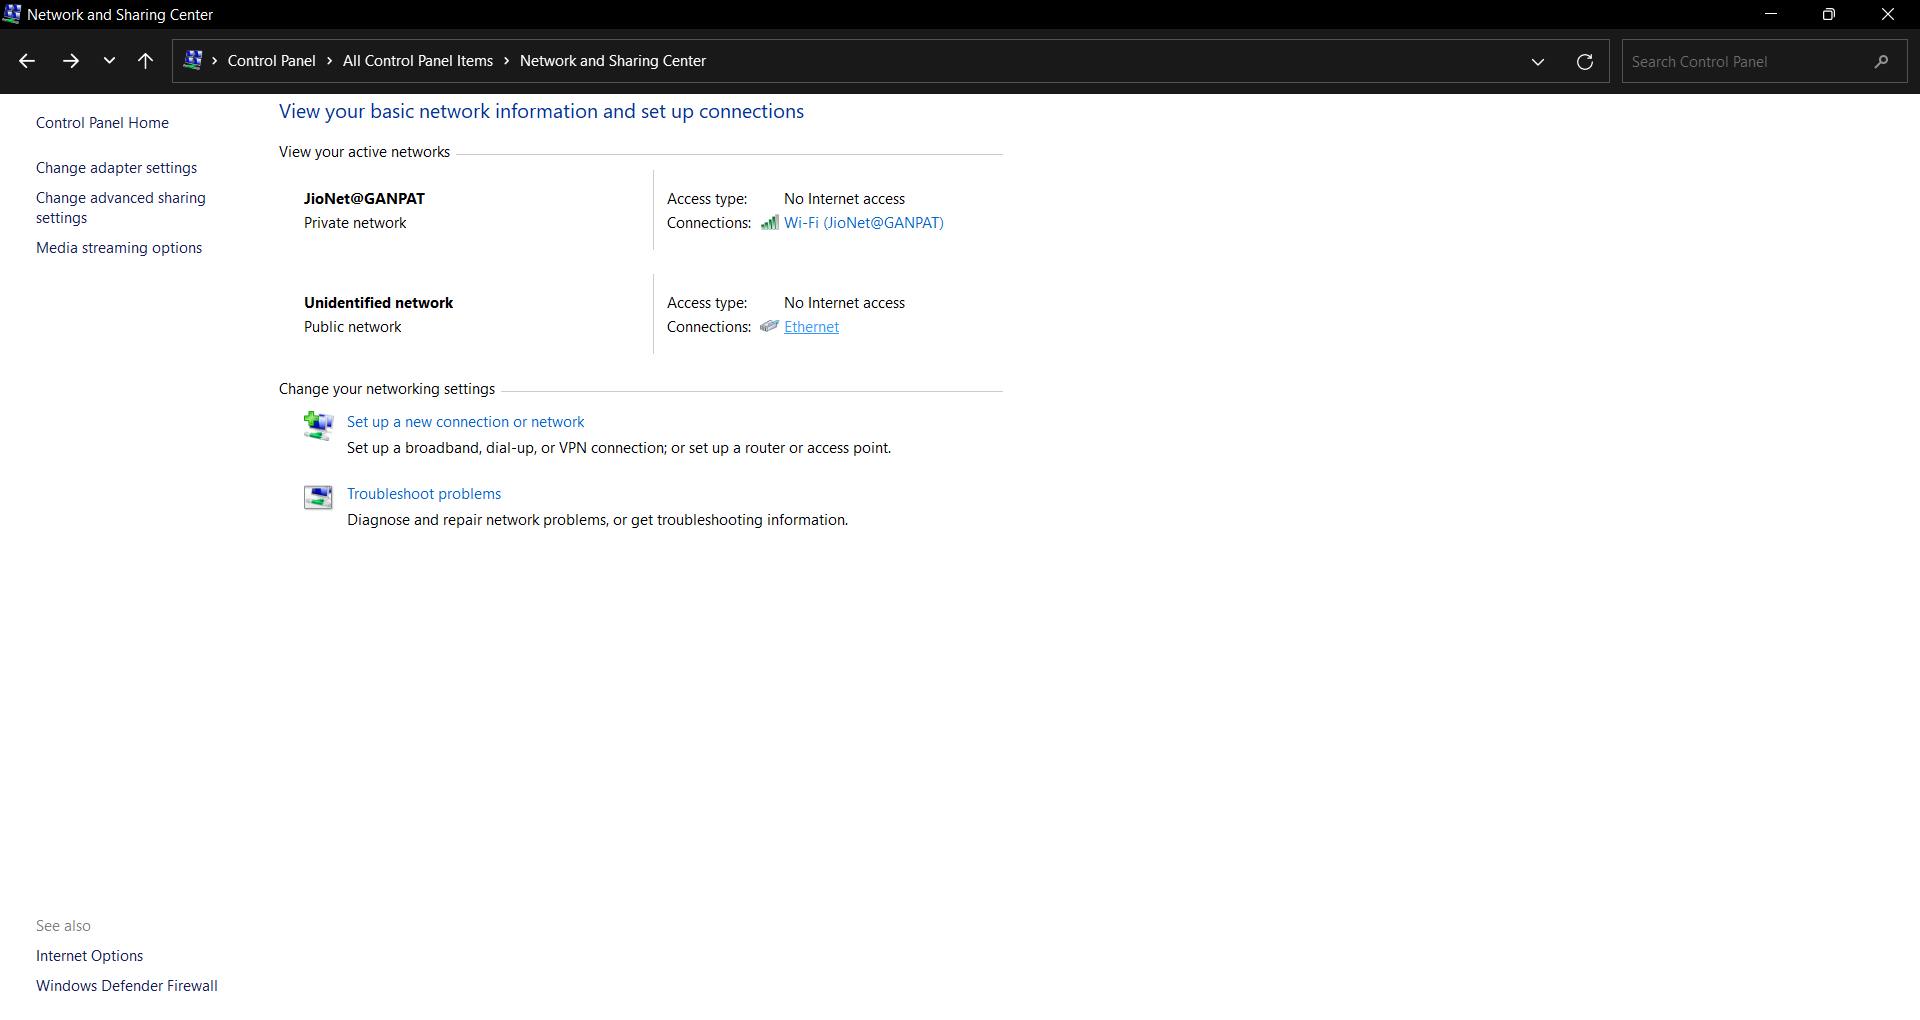 Network and Sharing Center
Control Panel > All Control Panel Items > Network and Sharing Center
Search Control Panel
Control Panel Home
Change adapter settings
Change advanced sharing
settings
Media streaming options
View your basic network information and set up connections
View your active networks
JioNet@GANPAT
Private network
Access type: No Internet access
Connections: Wi-Fi (JioNet@GANPAT)
Unidentified network
Public network
Access type: No Internet access
Connections: Ethernet
Change your networking settings
Set up a new connection or network
Set up a broadband, dial-up, or VPN connection; or set up a router or access point.
Troubleshoot problems
Diagnose and repair network problems, or get troubleshooting information.
See also
Internet Options
Windows Defender Firewall